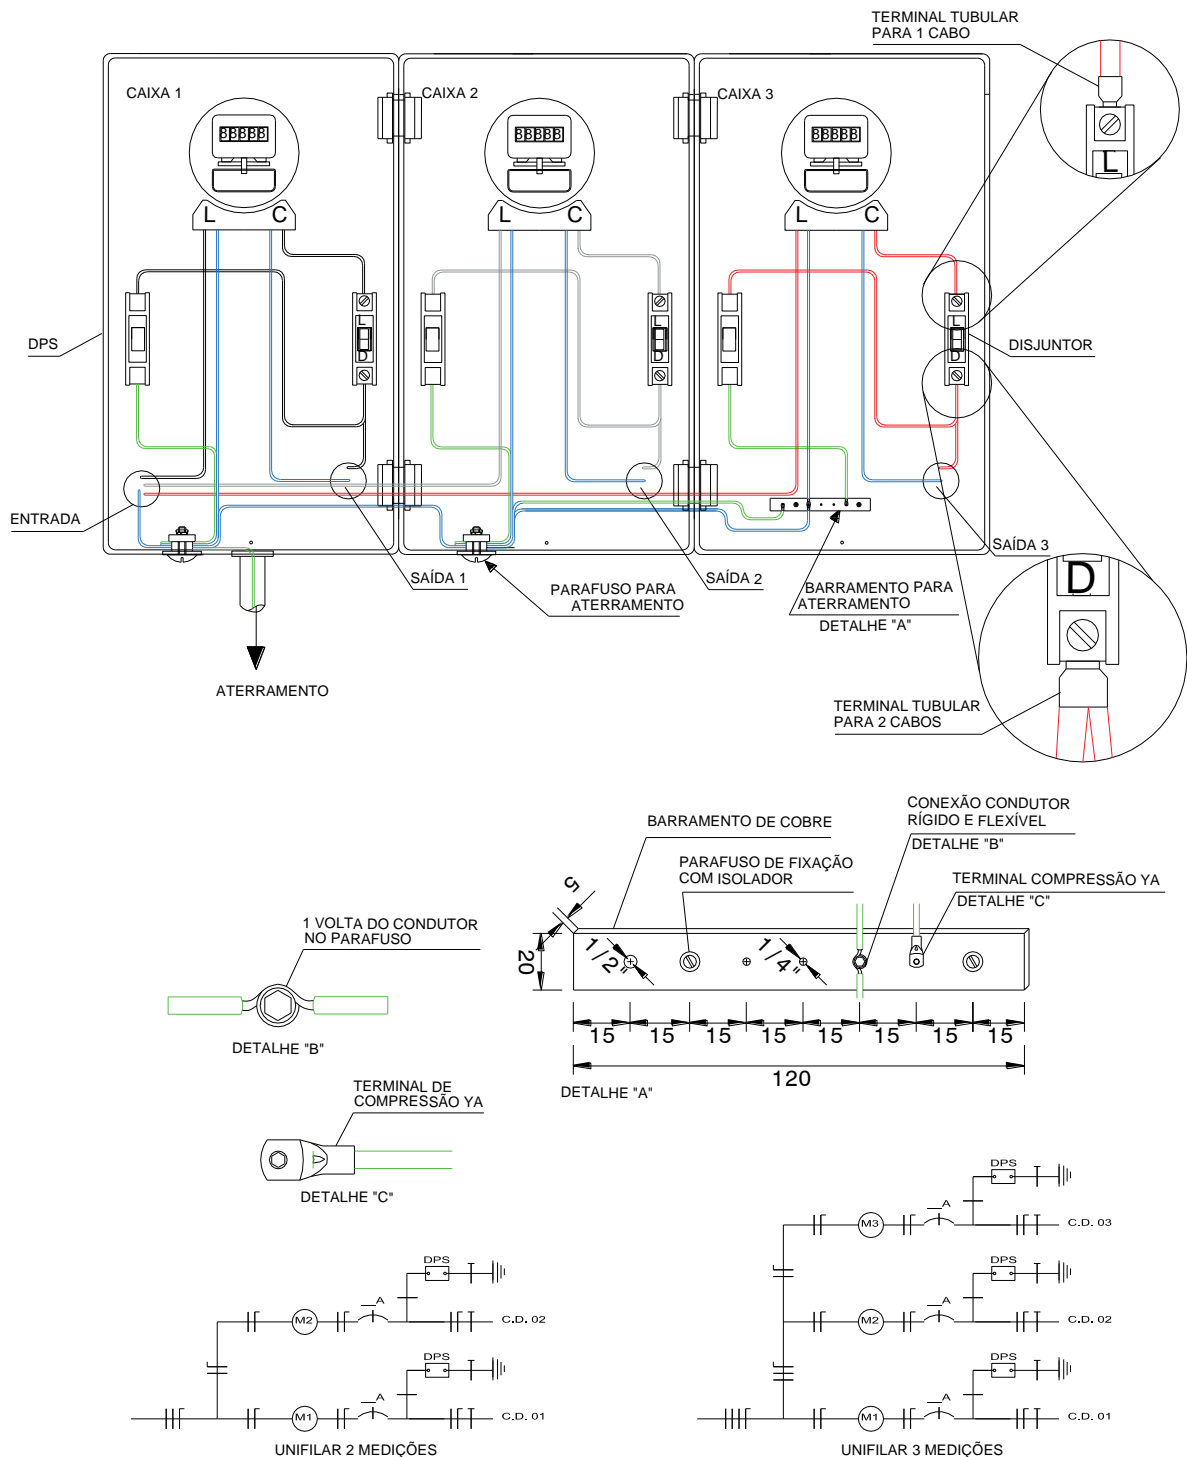 TERMINAL TUBULAR
PARA 1 CABO
CAIXA 1
CAIXA 2
CAIXA 3
88888
88888
88888
L C
L C
L C
L
L
D
L
D
L
D
DPS
DISJUNTOR
ENTRADA
SAÍDA 1
SAÍDA 2
SAÍDA 3
PARAFUSO PARA
ATERRAMENTO
BARRAMENTO PARA
ATERRAMENTO
DETALHE "A"
D
ATERRAMENTO
TERMINAL TUBULAR
PARA 2 CABOS
BARRAMENTO DE COBRE
CONEXÃO CONDUTOR
RÍGIDO E FLEXÍVEL
DETALHE "B"
PARAFUSO DE FIXAÇÃO
COM ISOLADOR
TERMINAL COMPRESSÃO YA
DETALHE "C"
5
20
1/2"
1/4"
15 15 15 15 15 15 15 15
120
DETALHE "A"
1 VOLTA DO CONDUTOR
NO PARAFUSO
DETALHE "B"
TERMINAL DE
COMPRESSÃO YA
DETALHE "C"
DPS
M2
A
C.D. 02
DPS
M1
A
C.D. 01
UNIFILAR 2 MEDIÇÕES
DPS
M3
A
C.D. 03
DPS
M2
A
C.D. 02
DPS
M1
A
C.D. 01
UNIFILAR 3 MEDIÇÕES